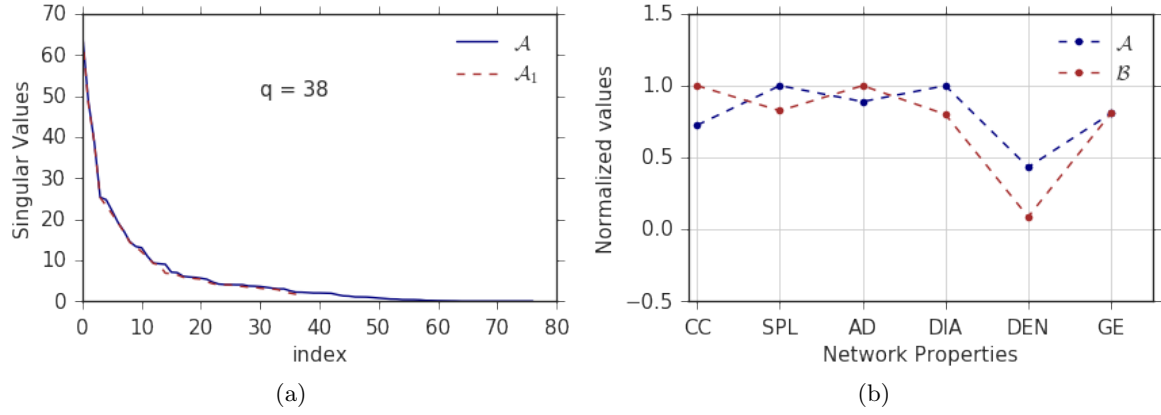 70
60
50
40
30
20
10
0
Singular Values
𝒜
𝒜₁
q = 38
0 10 20 30 40 50 60 70 80
index
(a)
1.5
1.0
0.5
0.0
−0.5
Normalized values
𝒜
ℬ
CC SPL AD DIA DEN GE
Network Properties
(b)